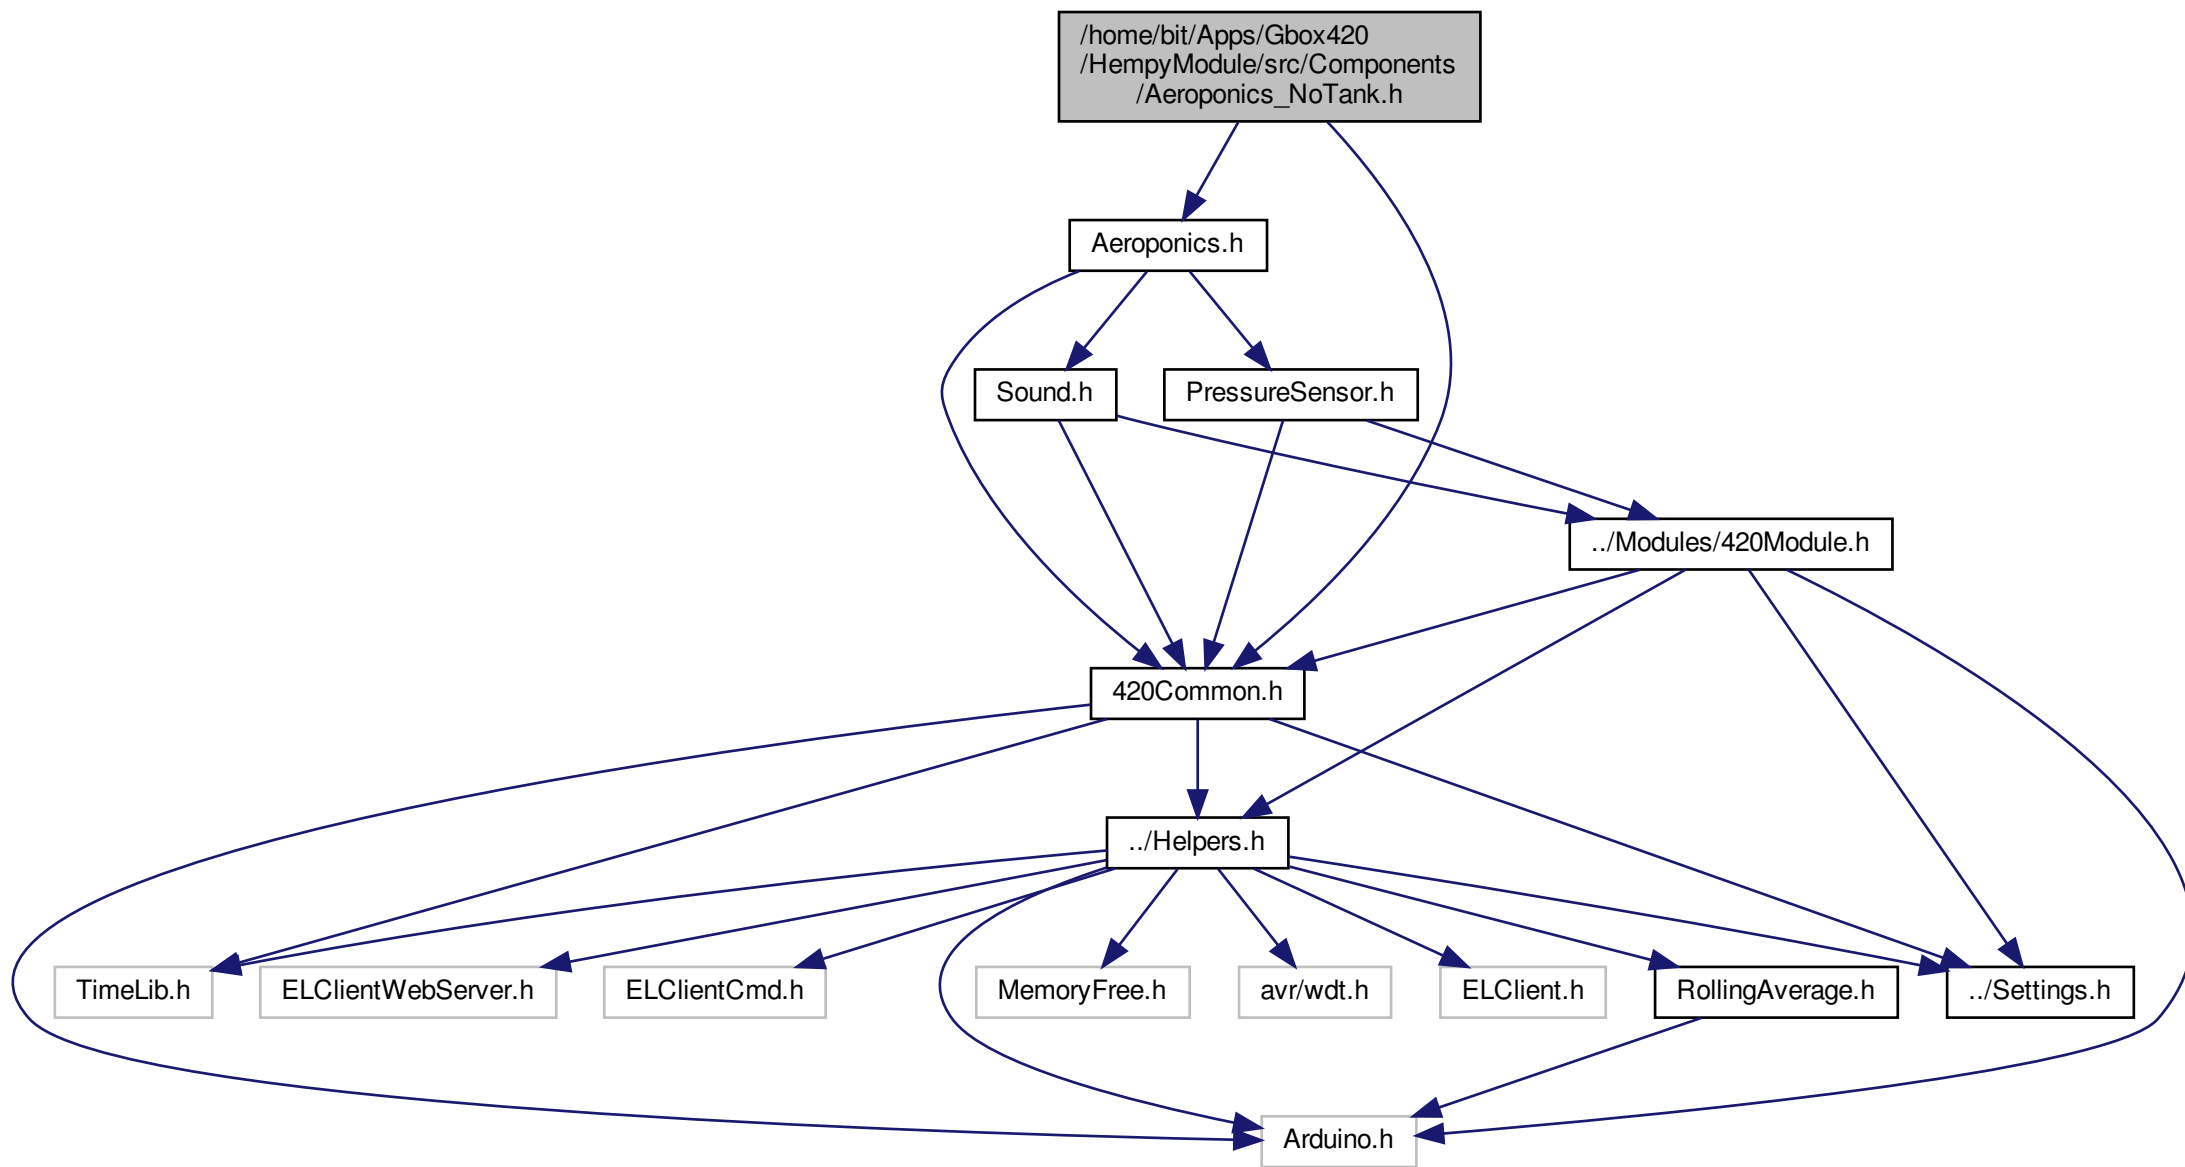 /home/bit/Apps/Gbox420
/HempyModule/src/Components
/Aeroponics_NoTank.h
Aeroponics.h
Sound.h
PressureSensor.h
../Modules/420Module.h
420Common.h
../Helpers.h
TimeLib.h
ELClientWebServer.h
ELClientCmd.h
MemoryFree.h
avr/wdt.h
ELClient.h
RollingAverage.h
../Settings.h
Arduino.h